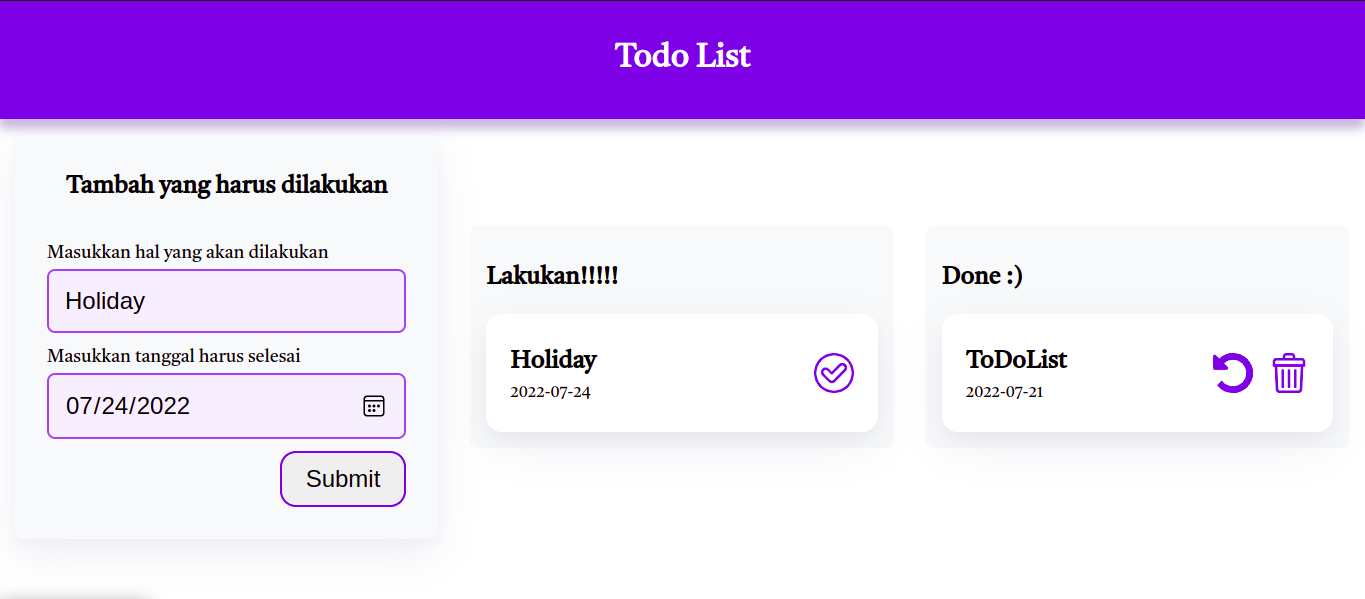 Todo List
Tambah yang harus dilakukan
Masukkan hal yang akan dilakukan
Holiday
Masukkan tanggal harus selesai
07/24/2022
Submit
Lakukan!!!!!
Holiday
2022-07-24
Done :)
ToDoList
2022-07-21